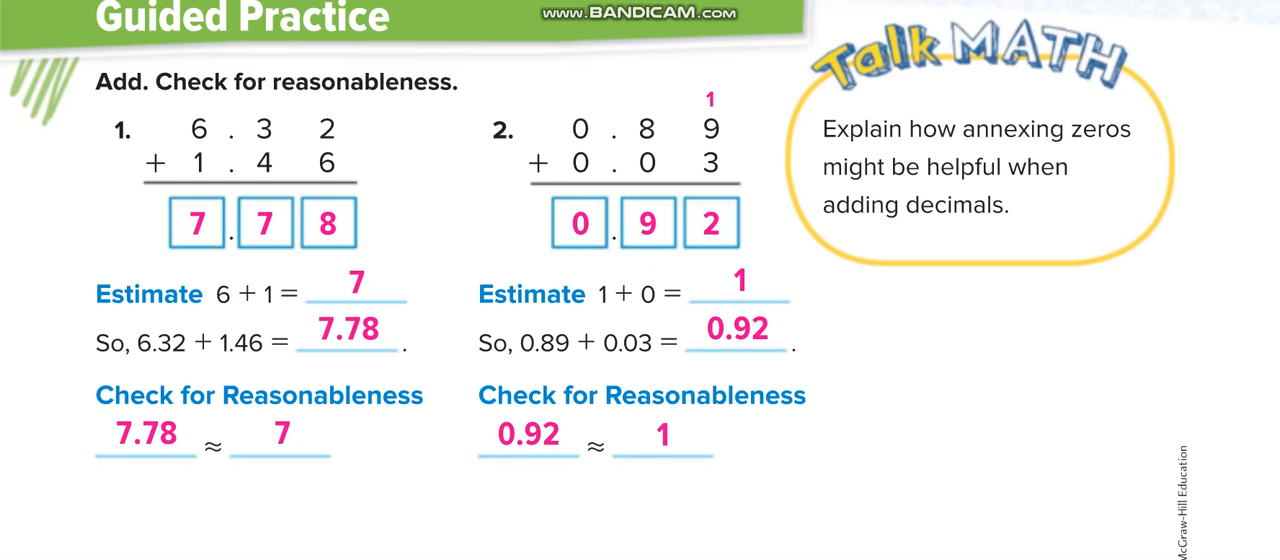 Guided Practice
www.BANDICAM.com
Talk MATH
Add. Check for reasonableness.
1
1. 6 . 3 2
+ 1 . 4 6
7 . 7 8
2. 0 . 8 9
+ 0 . 0 3
0 . 9 2
Explain how annexing zeros
might be helpful when
adding decimals.
Estimate 6 + 1 = 7
So, 6.32 + 1.46 = 7.78 .
Check for Reasonableness
7.78 ≈ 7
Estimate 1 + 0 = 1
So, 0.89 + 0.03 = 0.92 .
Check for Reasonableness
0.92 ≈ 1
McGraw-Hill Education